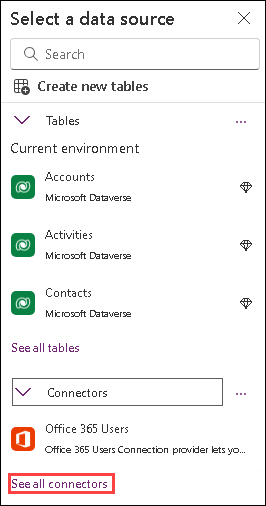 Select a data source
Search
Create new tables
Tables
Current environment
Accounts
Microsoft Dataverse
Activities
Microsoft Dataverse
Contacts
Microsoft Dataverse
See all tables
Connectors
Office 365 Users
Office 365 Users Connection provider lets yo...
See all connectors